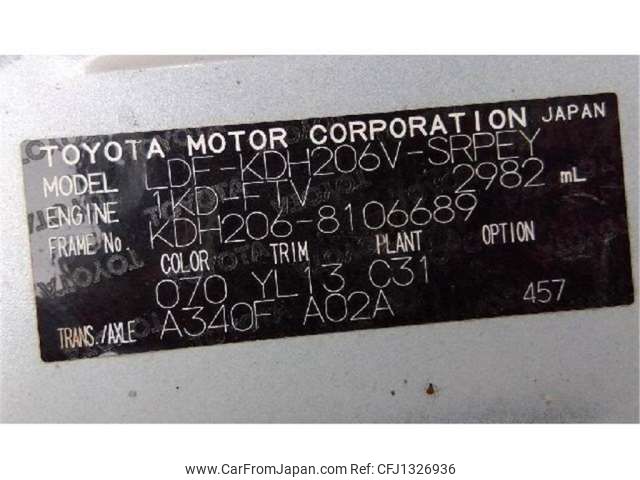 TOYOTA MOTOR CORPORATION JAPAN
MODEL LDF-KDH206V-SRPEY
ENGINE 1KD-FTV 2982 mL
FRAME No. KDH206-8106689
COLOR TRIM PLANT OPTION
070 YL13 C31
TRANS./AXLE A340F A02A 457
www.CarFromJapan.com - CFJ1326936